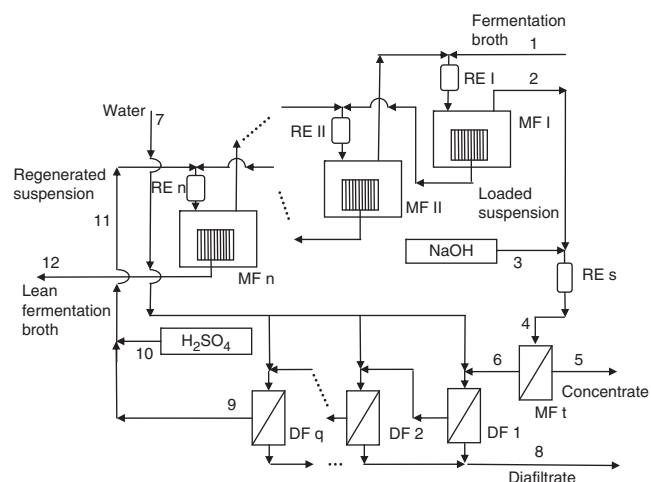 Fermentation
broth
1
RE I
2
MF I
Water
7
RE II
MF II
Loaded
suspension
Regenerated
suspension
RE n
MF n
11
NaOH
3
RE s
12
Lean
fermentation
broth
4
10
H₂SO₄
6
5
Concentrate
MF t
9
DF q
DF 2
DF 1
...
8
Diafiltrate